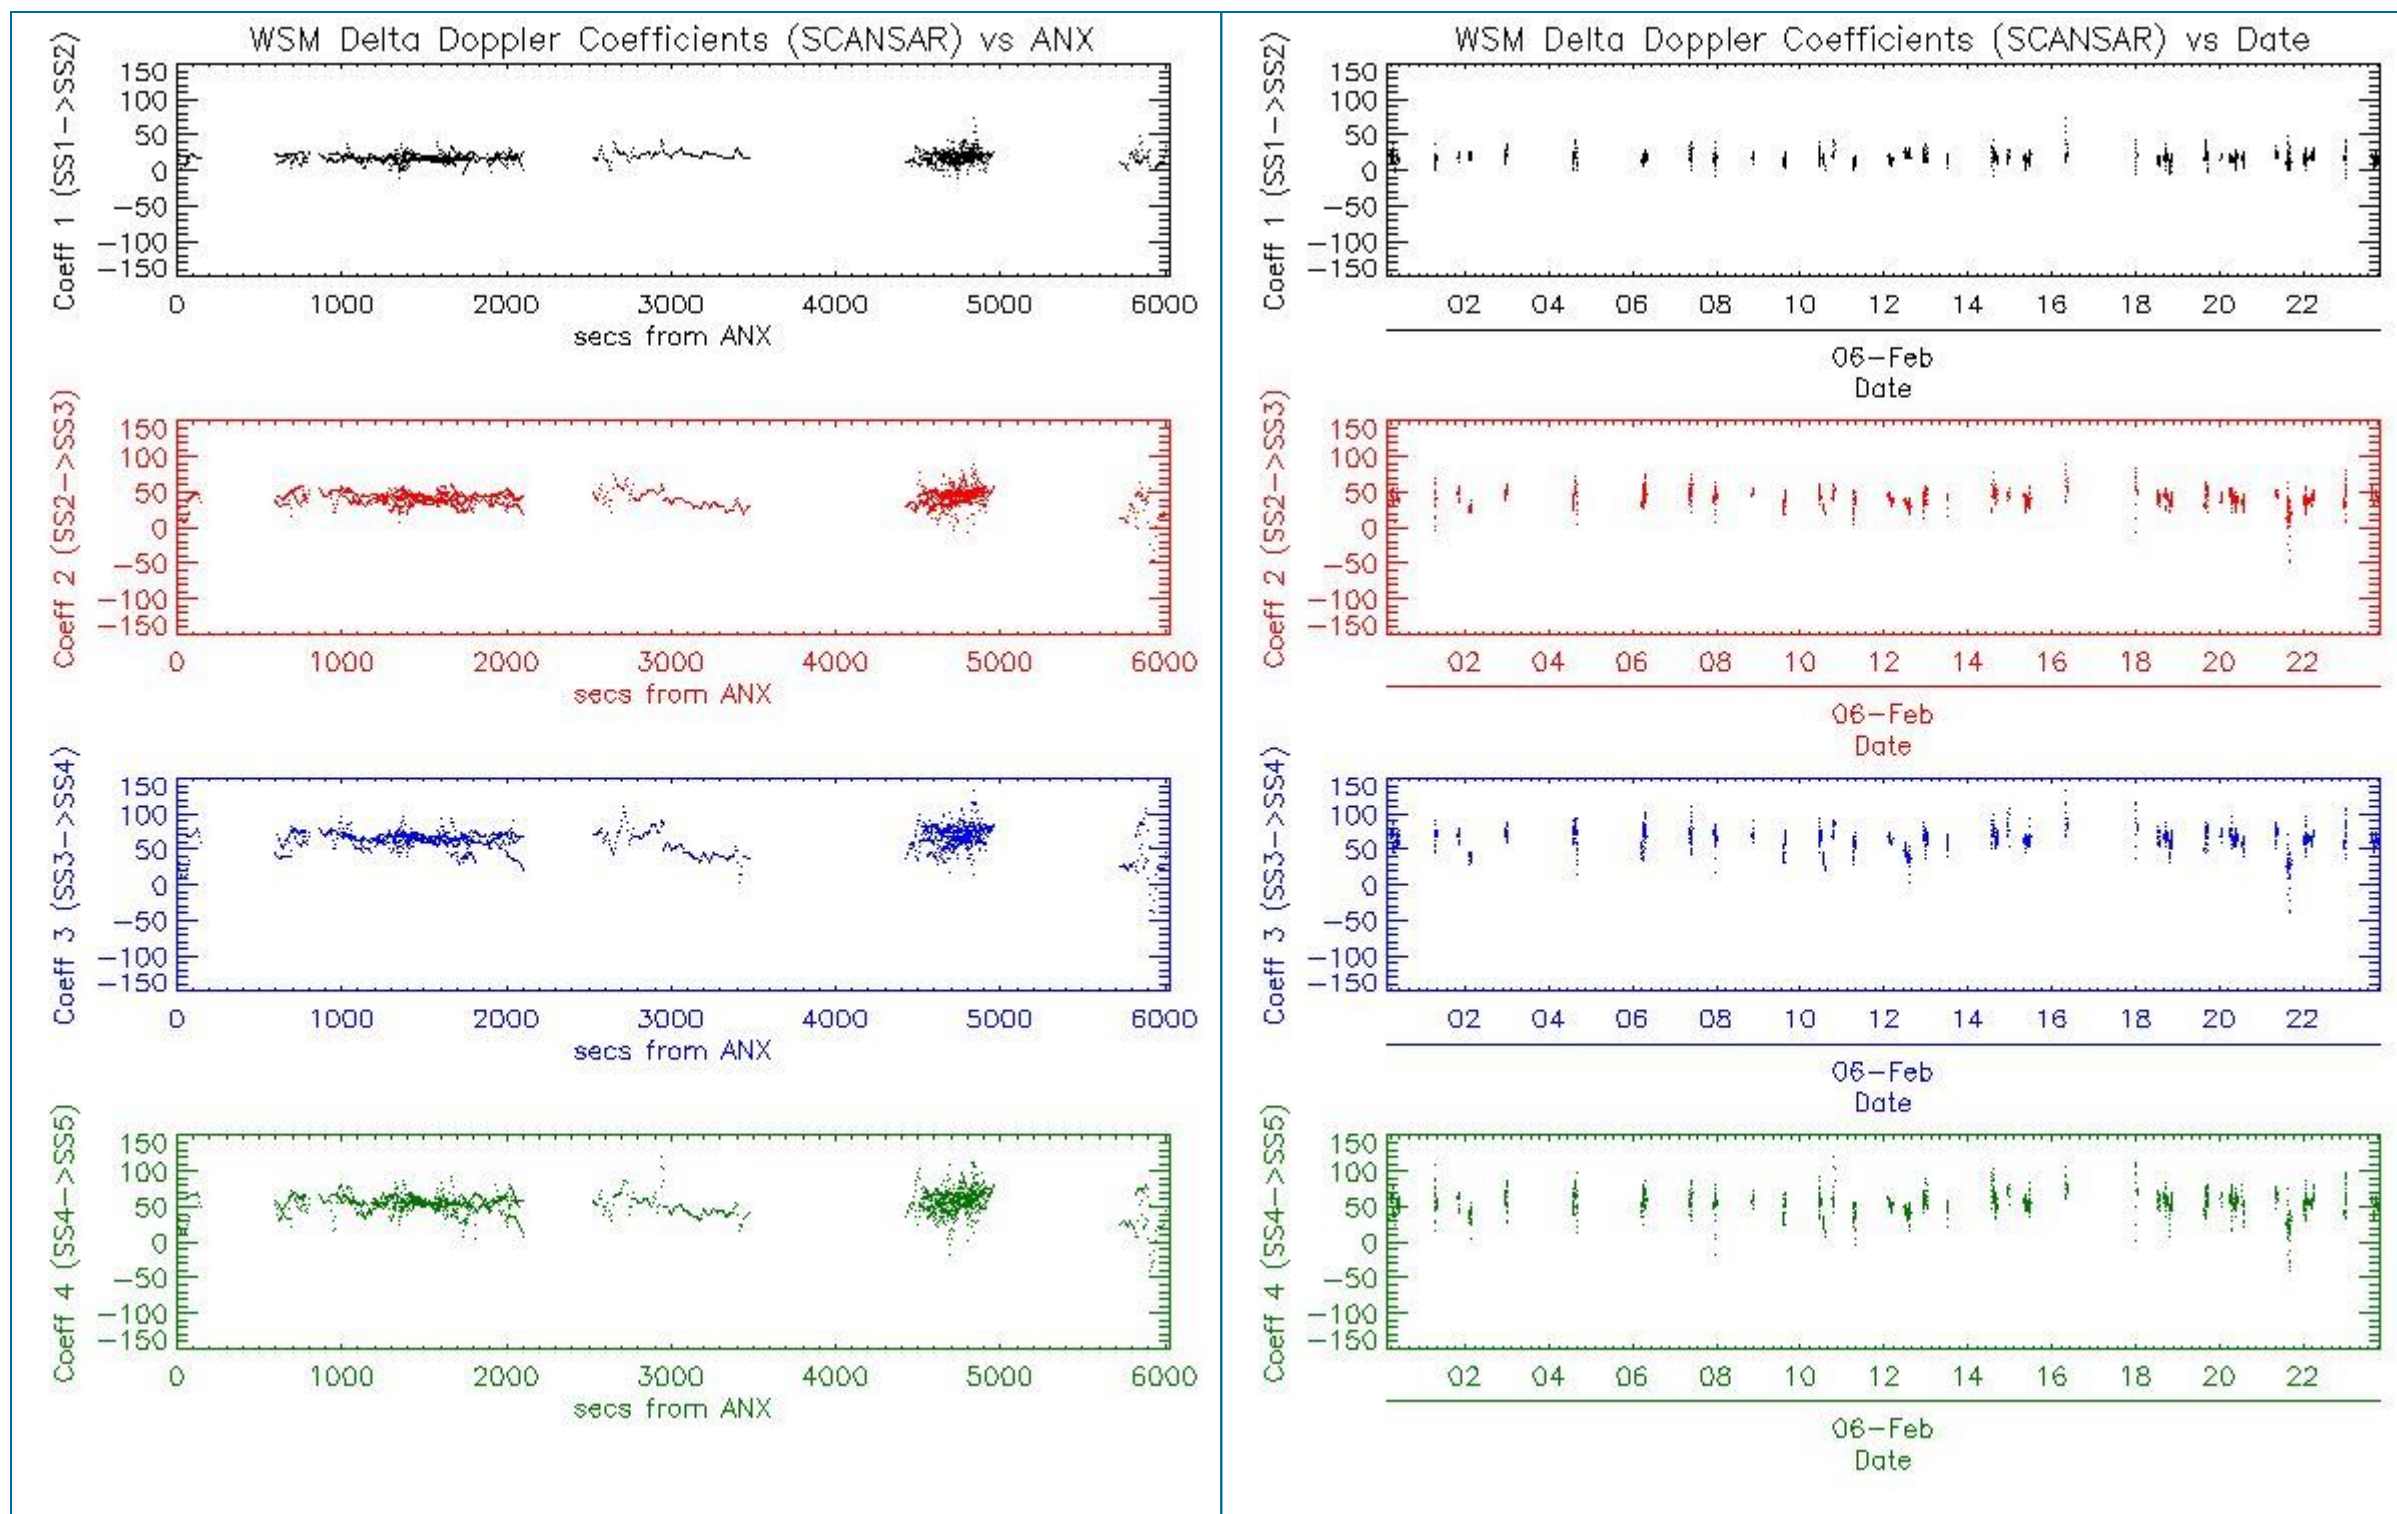 WSM Delta Doppler Coefficients (SCANSAR) vs ANX
Coeff 1 (SS1->SS2)
150
100
50
0
-50
-100
-150
0 1000 2000 3000 4000 5000 6000
secs from ANX
Coeff 2 (SS2->SS3)
150
100
50
0
-50
-100
-150
0 1000 2000 3000 4000 5000 6000
secs from ANX
Coeff 3 (SS3->SS4)
150
100
50
0
-50
-100
-150
0 1000 2000 3000 4000 5000 6000
secs from ANX
Coeff 4 (SS4->SS5)
150
100
50
0
-50
-100
-150
0 1000 2000 3000 4000 5000 6000
secs from ANX
WSM Delta Doppler Coefficients (SCANSAR) vs Date
Coeff 1 (SS1->SS2)
150
100
50
0
-50
-100
-150
02 04 06 08 10 12 14 16 18 20 22
06-Feb
Date
Coeff 2 (SS2->SS3)
150
100
50
0
-50
-100
-150
02 04 06 08 10 12 14 16 18 20 22
06-Feb
Date
Coeff 3 (SS3->SS4)
150
100
50
0
-50
-100
-150
02 04 06 08 10 12 14 16 18 20 22
06-Feb
Date
Coeff 4 (SS4->SS5)
150
100
50
0
-50
-100
-150
02 04 06 08 10 12 14 16 18 20 22
06-Feb
Date